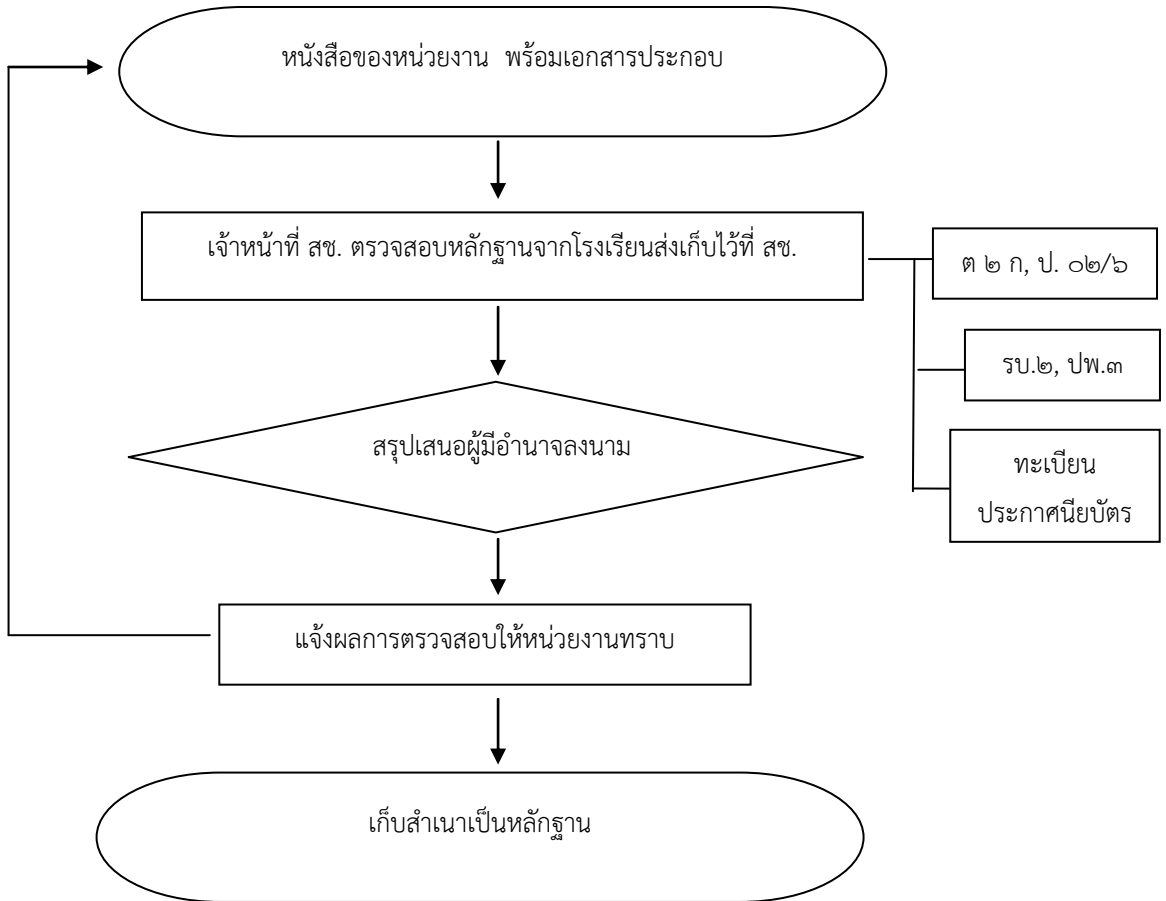 หนังสือของหน่วยงาน พร้อมเอกสารประกอบ
เจ้าหน้าที่ สช. ตรวจสอบหลักฐานจากโรงเรียนส่งเก็บไว้ที่ สช.
ต ๒ ก, ป. ๐๒/๖
รบ.๒, ปพ.๓
ทะเบียน
ประกาศนียบัตร
สรุปเสนอผู้มีอำนาจลงนาม
แจ้งผลการตรวจสอบให้หน่วยงานทราบ
เก็บสำเนาเป็นหลักฐาน